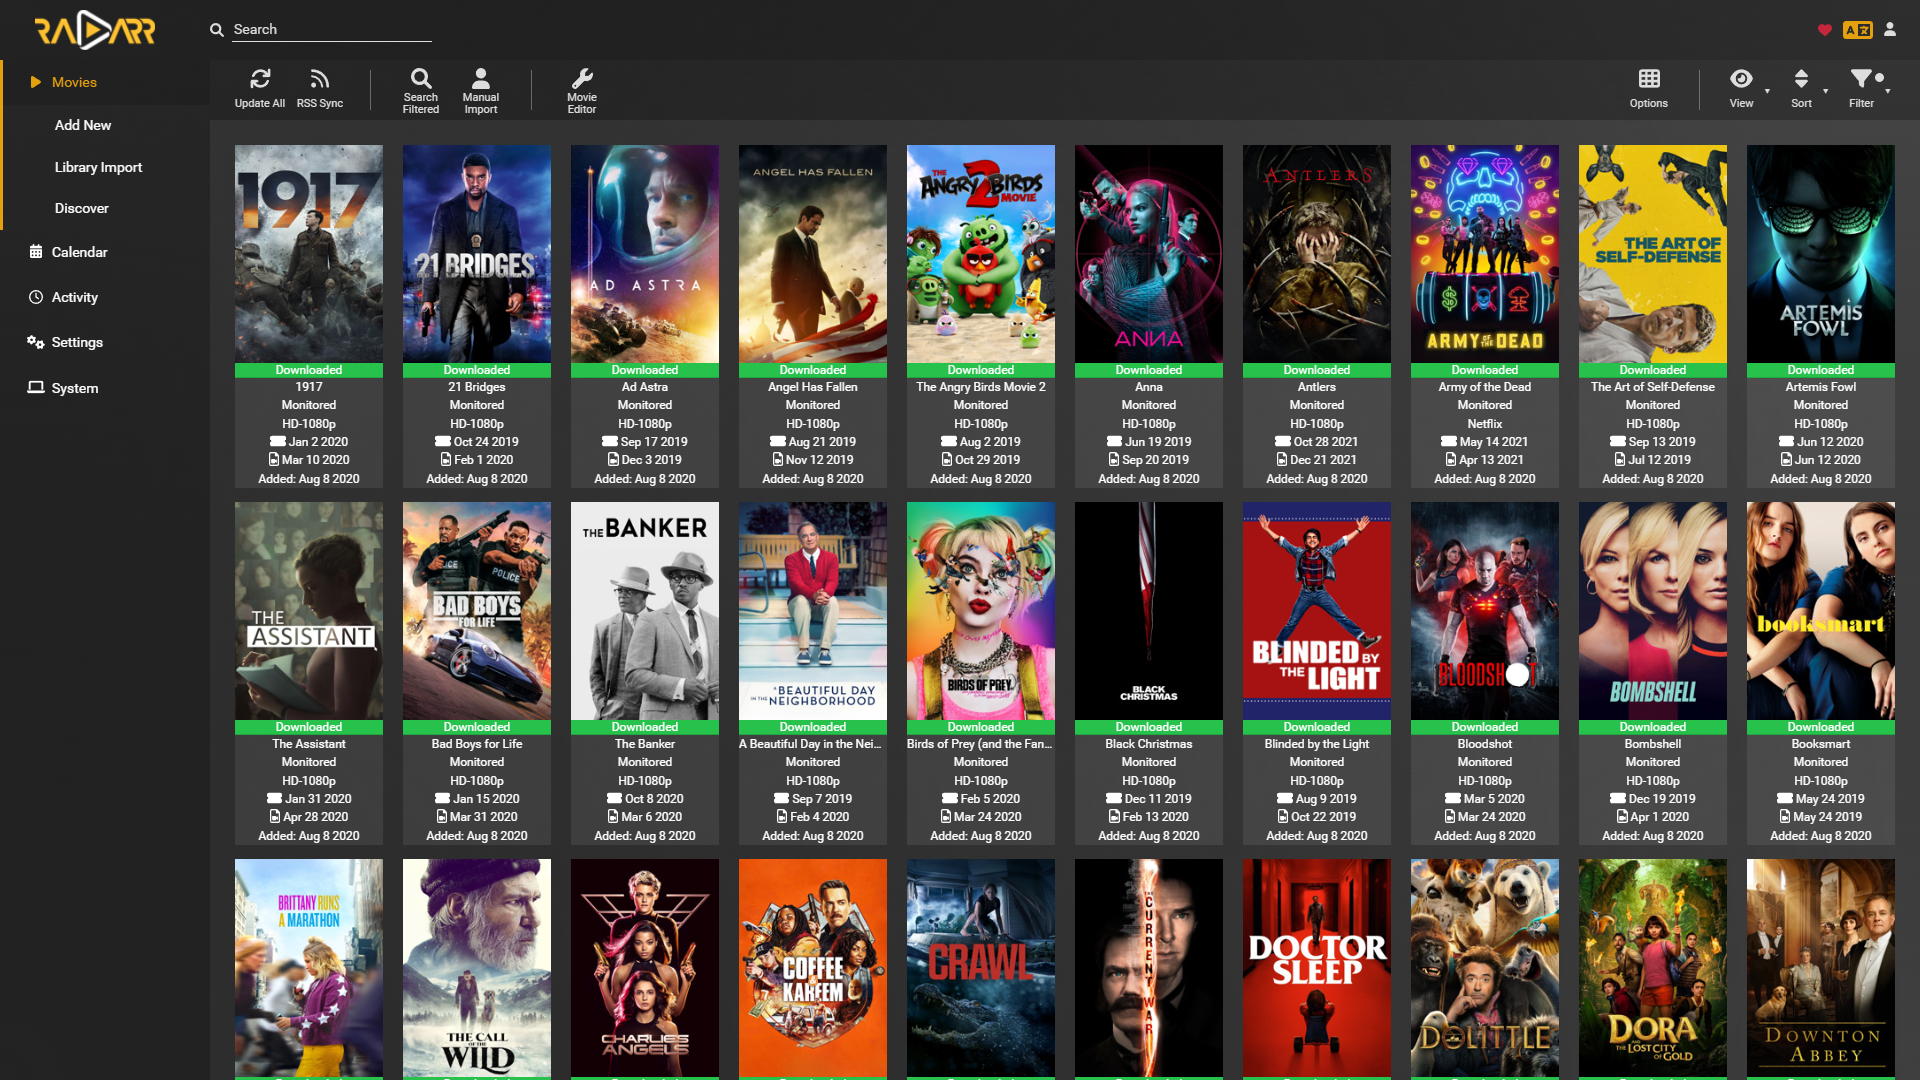 RADARR
Search
Movies
Add New
Library Import
Discover
Calendar
Activity
Settings
System
Update All
RSS Sync
Search Filtered
Manual Import
Movie Editor
Options
View
Sort
Filter
1917
21 BRIDGES
AD ASTRA
ANGEL HAS FALLEN
THE ANGRY BIRDS 2 MOVIE
ANNA
ANTLERS
ARMY OF THE DEAD
THE ART OF SELF-DEFENSE
ARTEMIS FOWL
Downloaded
Downloaded
Downloaded
Downloaded
Downloaded
Downloaded
Downloaded
Downloaded
Downloaded
Downloaded
1917
21 Bridges
Ad Astra
Angel Has Fallen
The Angry Birds Movie 2
Anna
Antlers
Army of the Dead
The Art of Self-Defense
Artemis Fowl
Monitored
Monitored
Monitored
Monitored
Monitored
Monitored
Monitored
Monitored
Monitored
Monitored
HD-1080p
HD-1080p
HD-1080p
HD-1080p
HD-1080p
HD-1080p
HD-1080p
Netflix
HD-1080p
HD-1080p
Jan 2 2020
Oct 24 2019
Sep 17 2019
Aug 21 2019
Aug 2 2019
Jun 19 2019
Oct 28 2021
May 14 2021
Sep 13 2019
Jun 12 2020
Mar 10 2020
Feb 1 2020
Dec 3 2019
Nov 12 2019
Oct 29 2019
Sep 20 2019
Dec 21 2021
Apr 13 2021
Jul 12 2019
Jun 12 2020
Added: Aug 8 2020
Added: Aug 8 2020
Added: Aug 8 2020
Added: Aug 8 2020
Added: Aug 8 2020
Added: Aug 8 2020
Added: Aug 8 2020
Added: Aug 8 2020
Added: Aug 8 2020
Added: Aug 8 2020
THE ASSISTANT
POLICE
BAD BOYS FOR LIFE
THE BANKER
A BEAUTIFUL DAY IN THE NEIGHBORHOOD
BIRDS OF PREY
BLACK CHRISTMAS
BLINDED BY THE LIGHT
BLOODSHOT
BOMBSHELL
booksmart
Downloaded
Downloaded
Downloaded
Downloaded
Downloaded
Downloaded
Downloaded
Downloaded
Downloaded
Downloaded
The Assistant
Bad Boys for Life
The Banker
A Beautiful Day in the Nei...
Birds of Prey (and the Fan...
Black Christmas
Blinded by the Light
Bloodshot
Bombshell
Booksmart
Monitored
Monitored
Monitored
Monitored
Monitored
Monitored
Monitored
Monitored
Monitored
Monitored
HD-1080p
HD-1080p
HD-1080p
HD-1080p
HD-1080p
HD-1080p
HD-1080p
HD-1080p
HD-1080p
HD-1080p
Jan 31 2020
Jan 15 2020
Oct 8 2020
Sep 7 2019
Feb 5 2020
Dec 11 2019
Aug 9 2019
Mar 5 2020
Dec 19 2019
May 24 2019
Apr 28 2020
Mar 31 2020
Mar 6 2020
Feb 4 2020
Mar 24 2020
Feb 13 2020
Oct 22 2019
Mar 24 2020
Apr 1 2020
May 24 2019
Added: Aug 8 2020
Added: Aug 8 2020
Added: Aug 8 2020
Added: Aug 8 2020
Added: Aug 8 2020
Added: Aug 8 2020
Added: Aug 8 2020
Added: Aug 8 2020
Added: Aug 8 2020
Added: Aug 8 2020
BRITTANY RUNS A MARATHON
THE CALL OF THE WILD
CHARLIE'S ANGELS
COFFEE & KAREEM
CRAWL
THE CURRENT WAR
DOCTOR SLEEP
DOLITTLE
DORA AND THE LOST CITY OF GOLD
DOWNTON ABBEY